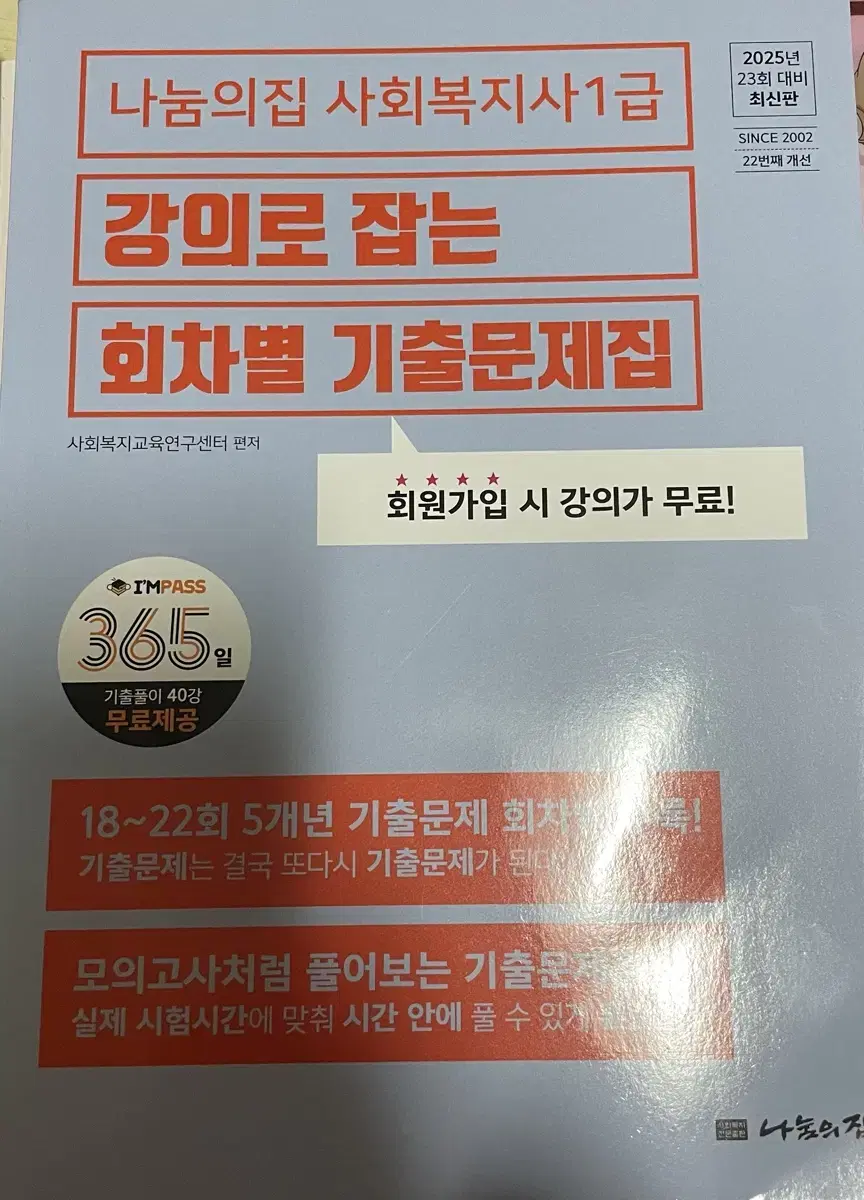 나눔의집 사회복지사1급
2025년
23회 대비
최신판
SINCE 2002
22번째 개선
강의로 잡는
회차별 기출문제집
사회복지교육연구센터 편저
회원가입 시 강의가 무료!
I'MPASS
365일
기출풀이 40강
무료제공
18~22회 5개년 기출문제
기출문제는 결국 또다시 기출문제가 된다
모의고사처럼 풀어보는
실제 시험시간에 맞춰 시간 안에 풀 수
나눔의집